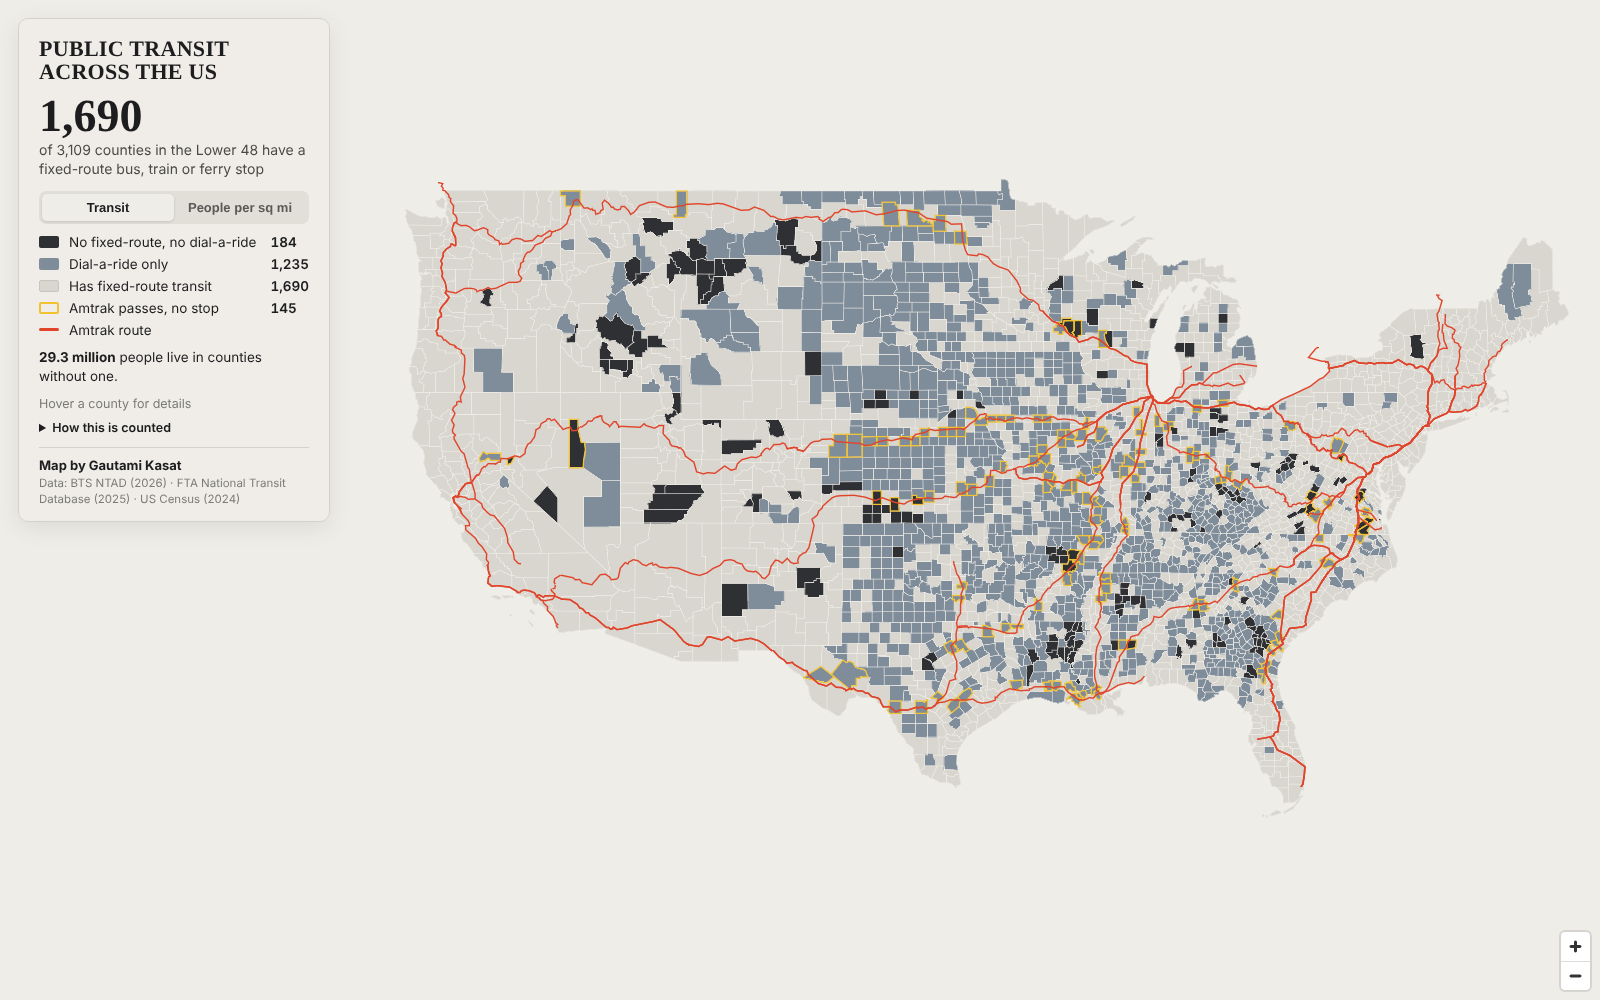 PUBLIC TRANSIT
ACROSS THE US
1,690
of 3,109 counties in the Lower 48 have a
fixed-route bus, train or ferry stop
Transit People per sq mi
No fixed-route, no dial-a-ride 184
Dial-a-ride only 1,235
Has fixed-route transit 1,690
Amtrak passes, no stop 145
Amtrak route
29.3 million people live in counties
without one.
Hover a county for details
▶ How this is counted
Map by Gautami Kasat
Data: BTS NTAD (2026) · FTA National Transit
Database (2025) · US Census (2024)
+
−